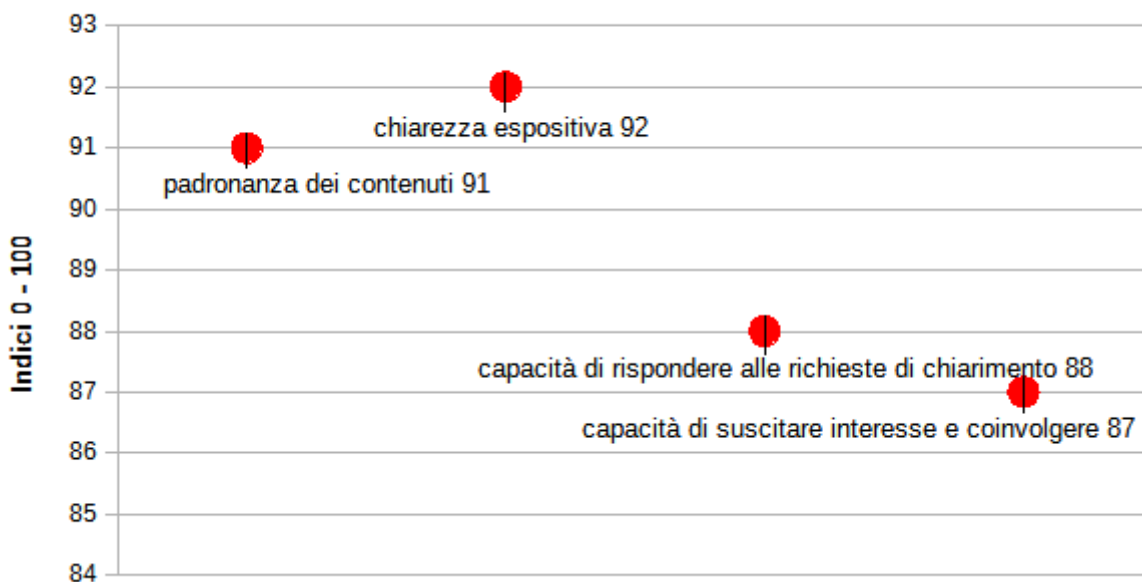 93
92
chiarezza espositiva 92
91
padronanza dei contenuti 91
90
89
Indici 0 - 100
88
capacità di rispondere alle richieste di chiarimento 88
87
capacità di suscitare interesse e coinvolgere 87
86
85
84